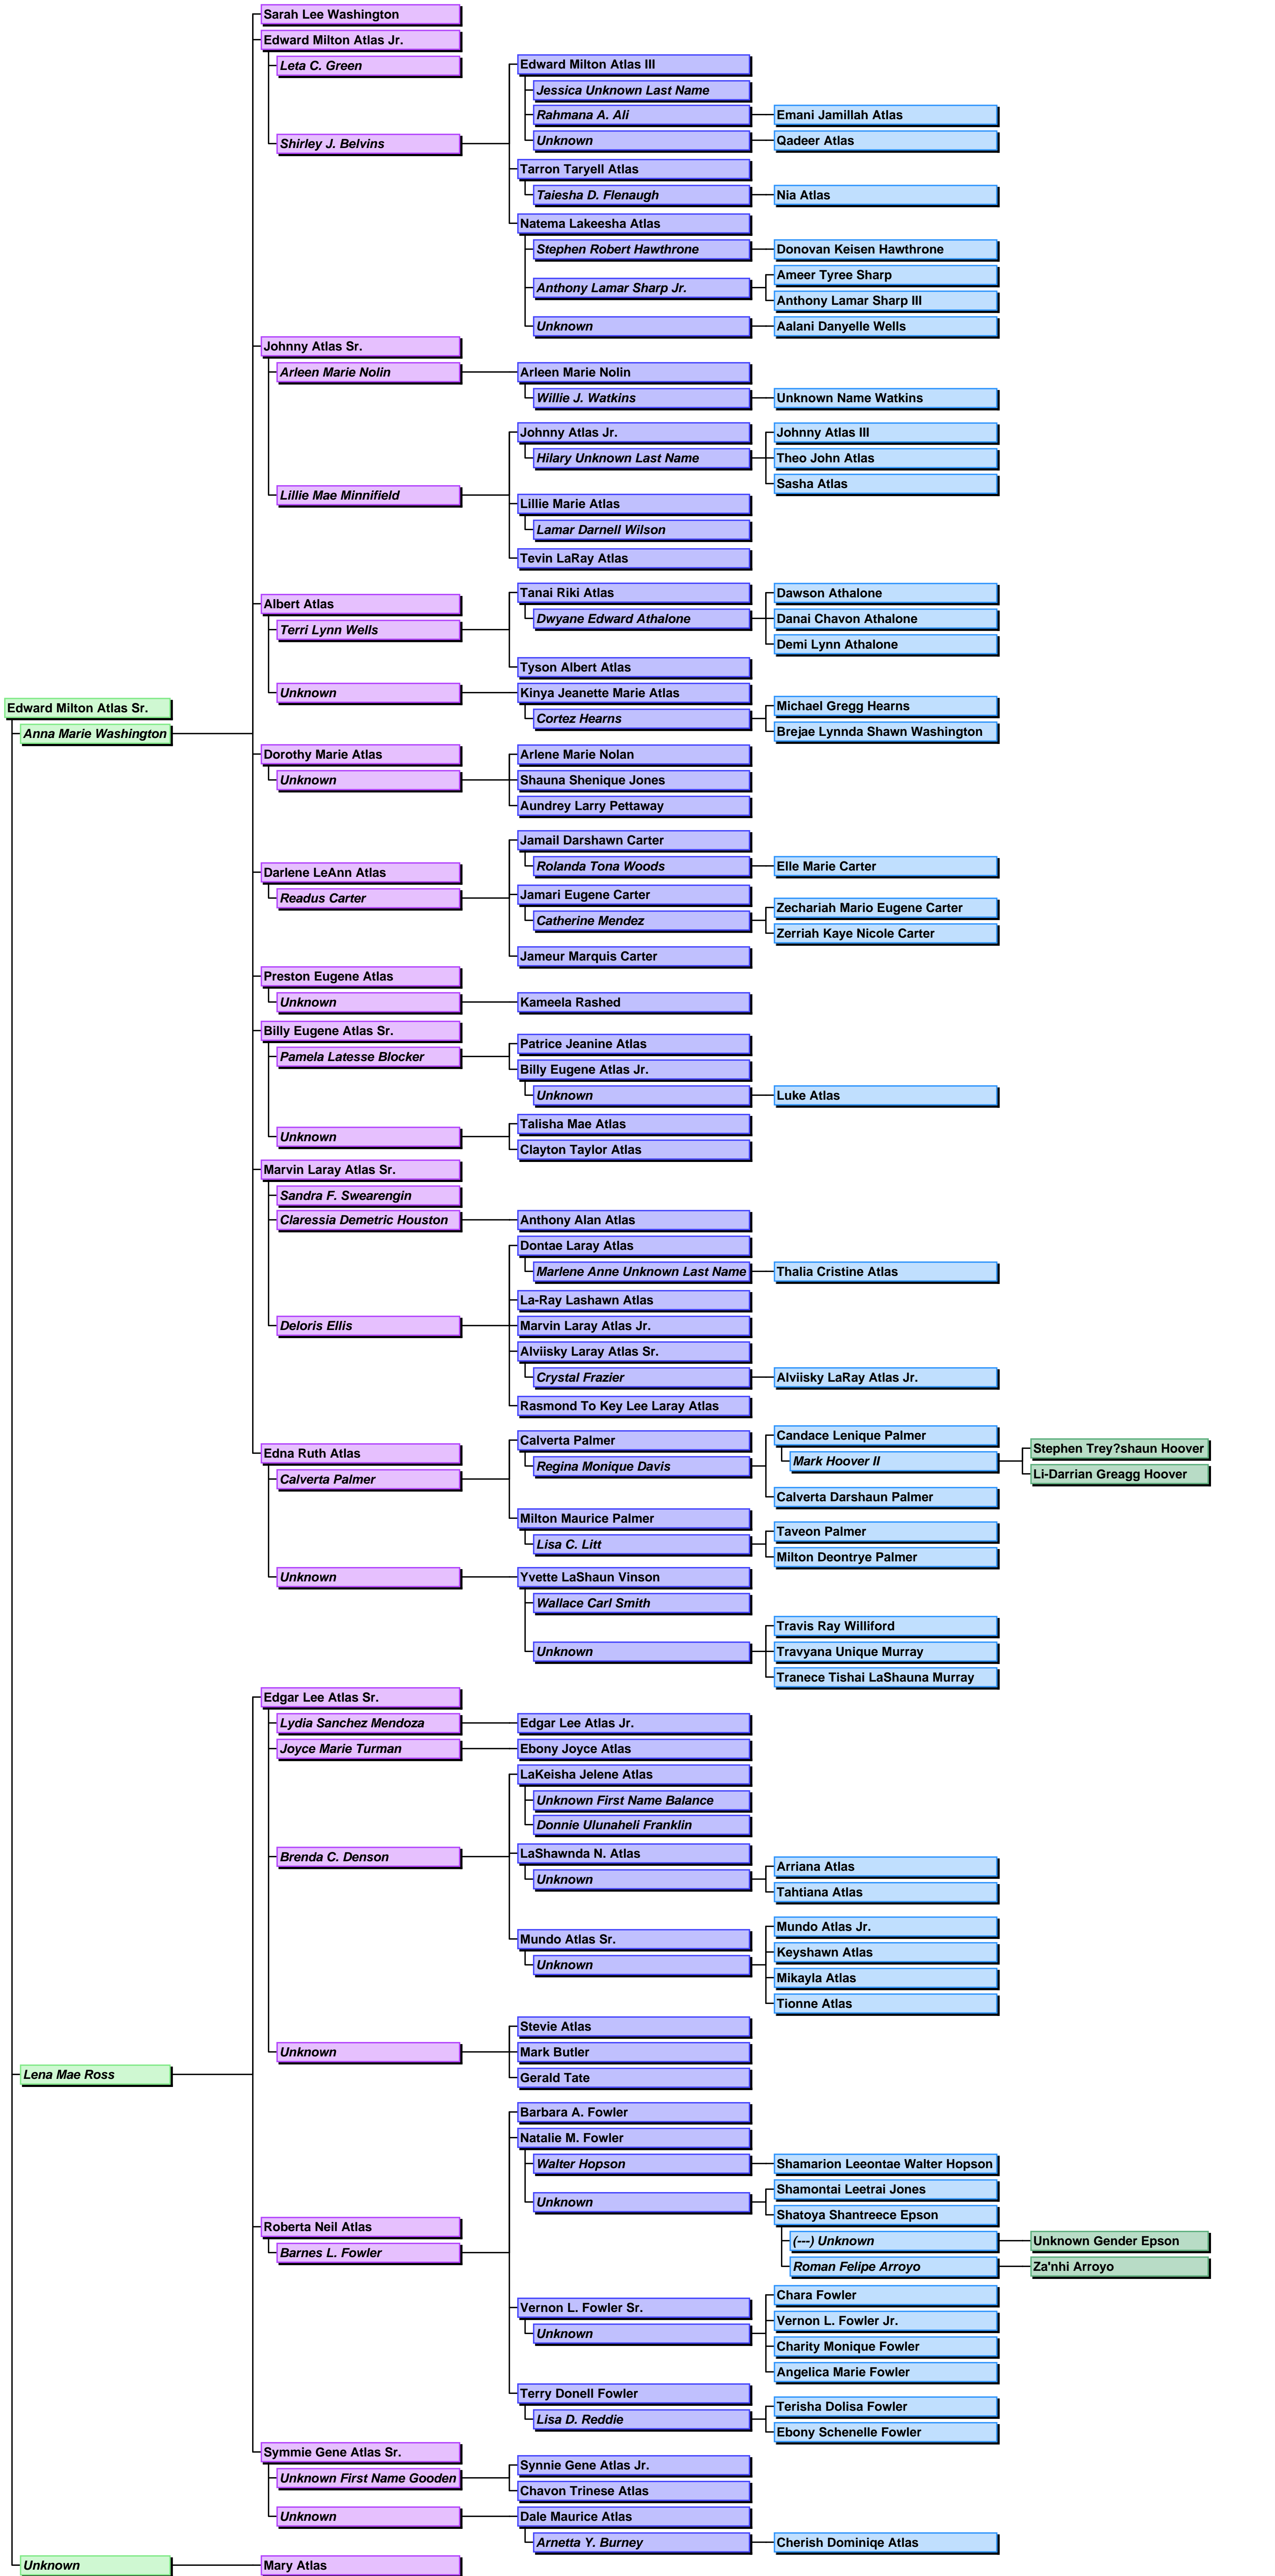 Sarah Lee Washington
Edward Milton Atlas Jr.
Leta C. Green
Edward Milton Atlas III
Jessica Unknown Last Name
Rahmana A. Ali
Emani Jamillah Atlas
Unknown
Qadeer Atlas
Shirley J. Belvins
Tarron Taryell Atlas
Taiesha D. Flenaugh
Nia Atlas
Natema Lakeesha Atlas
Stephen Robert Hawthrone
Donovan Keisen Hawthrone
Ameer Tyree Sharp
Anthony Lamar Sharp Jr.
Anthony Lamar Sharp III
Unknown
Aalani Danyelle Wells
Johnny Atlas Sr.
Arleen Marie Nolin
Arleen Marie Nolin
Willie J. Watkins
Unknown Name Watkins
Johnny Atlas Jr.
Johnny Atlas III
Hilary Unknown Last Name
Theo John Atlas
Sasha Atlas
Lillie Mae Minnifield
Lillie Marie Atlas
Lamar Darnell Wilson
Tevin LaRay Atlas
Tanai Riki Atlas
Dawson Athalone
Albert Atlas
Dwyane Edward Athalone
Danai Chavon Athalone
Terri Lynn Wells
Demi Lynn Athalone
Tyson Albert Atlas
Unknown
Kinya Jeanette Marie Atlas
Michael Gregg Hearns
Edward Milton Atlas Sr.
Cortez Hearns
Brejae Lynnda Shawn Washington
Anna Marie Washington
Dorothy Marie Atlas
Arlene Marie Nolan
Unknown
Shauna Shenique Jones
Aundrey Larry Pettaway
Jamail Darshawn Carter
Rolanda Tona Woods
Elle Marie Carter
Darlene LeAnn Atlas
Jamari Eugene Carter
Readus Carter
Zechariah Mario Eugene Carter
Catherine Mendez
Zerriah Kaye Nicole Carter
Jameur Marquis Carter
Preston Eugene Atlas
Unknown
Kameela Rashed
Billy Eugene Atlas Sr.
Patrice Jeanine Atlas
Pamela Latesse Blocker
Billy Eugene Atlas Jr.
Unknown
Luke Atlas
Talisha Mae Atlas
Unknown
Clayton Taylor Atlas
Marvin Laray Atlas Sr.
Sandra F. Swearengin
Claressia Demetric Houston
Anthony Alan Atlas
Dontae Laray Atlas
Marlene Anne Unknown Last Name
Thalia Cristine Atlas
La-Ray Lashawn Atlas
Deloris Ellis
Marvin Laray Atlas Jr.
Alviisky Laray Atlas Sr.
Crystal Frazier
Alviisky LaRay Atlas Jr.
Rasmond To Key Lee Laray Atlas
Candace Lenique Palmer
Calverta Palmer
Stephen Trey?shaun Hoover
Edna Ruth Atlas
Mark Hoover II
Regina Monique Davis
Li-Darrian Greagg Hoover
Calverta Palmer
Calverta Darshaun Palmer
Milton Maurice Palmer
Taveon Palmer
Lisa C. Litt
Milton Deontrye Palmer
Unknown
Yvette LaShaun Vinson
Wallace Carl Smith
Travis Ray Williford
Unknown
Travyana Unique Murray
Tranece Tishai LaShauna Murray
Edgar Lee Atlas Sr.
Lydia Sanchez Mendoza
Edgar Lee Atlas Jr.
Joyce Marie Turman
Ebony Joyce Atlas
LaKeisha Jelene Atlas
Unknown First Name Balance
Donnie Ulunaheli Franklin
Brenda C. Denson
LaShawnda N. Atlas
Arriana Atlas
Unknown
Tahtiana Atlas
Mundo Atlas Jr.
Mundo Atlas Sr.
Keyshawn Atlas
Unknown
Mikayla Atlas
Tionne Atlas
Stevie Atlas
Unknown
Mark Butler
Lena Mae Ross
Gerald Tate
Barbara A. Fowler
Natalie M. Fowler
Walter Hopson
Shamarion Leeontae Walter Hopson
Shamontai Leetrai Jones
Unknown
Shatoya Shantreece Epson
Roberta Neil Atlas
(---) Unknown
Unknown Gender Epson
Barnes L. Fowler
Roman Felipe Arroyo
Za'nhi Arroyo
Chara Fowler
Vernon L. Fowler Sr.
Vernon L. Fowler Jr.
Unknown
Charity Monique Fowler
Angelica Marie Fowler
Terry Donell Fowler
Terisha Dolisa Fowler
Lisa D. Reddie
Ebony Schenelle Fowler
Symmie Gene Atlas Sr.
Synnie Gene Atlas Jr.
Unknown First Name Gooden
Chavon Trinese Atlas
Unknown
Dale Maurice Atlas
Arnetta Y. Burney
Cherish Dominiqe Atlas
Unknown
Mary Atlas